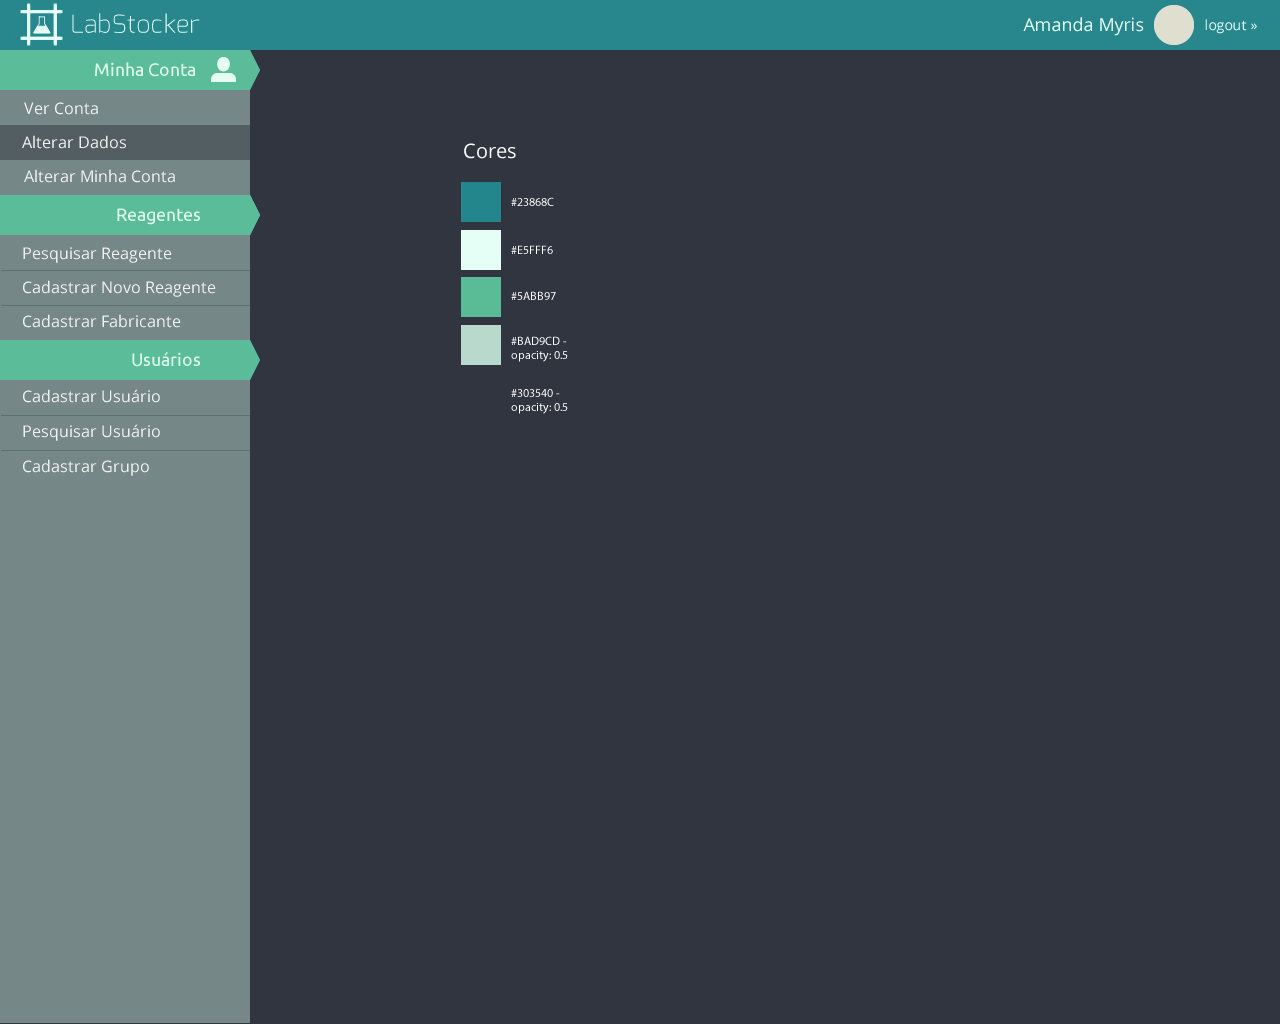 LabStocker
Amanda Myris
logout »
Minha Conta
Ver Conta
Alterar Dados
Alterar Minha Conta
Reagentes
Pesquisar Reagente
Cadastrar Novo Reagente
Cadastrar Fabricante
Usuários
Cadastrar Usuário
Pesquisar Usuário
Cadastrar Grupo
Cores
#23868C
#E5FFF6
#5ABB97
#BAD9CD -
opacity: 0.5
#303540 -
opacity: 0.5